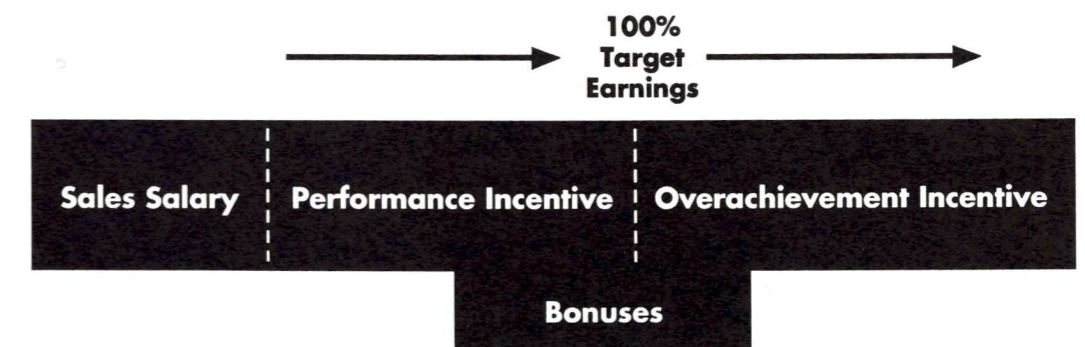 100%
Target
Earnings
Sales Salary
Performance Incentive
Overachievement Incentive
Bonuses